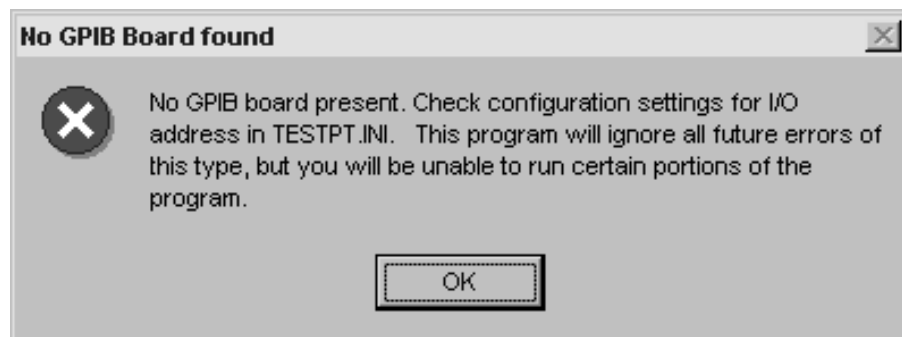 No GPIB Board found
No GPIB board present. Check configuration settings for I/O
address in TESTPT.INI.   This program will ignore all future errors of
this type, but you will be unable to run certain portions of the
program.
OK